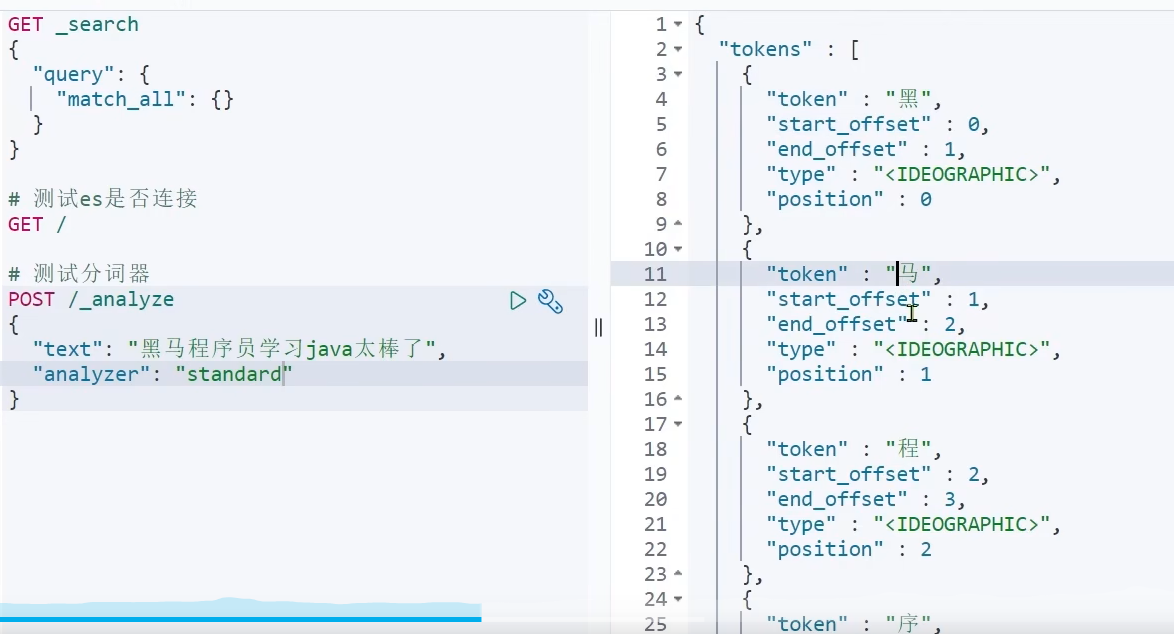 GET _search
{
  "query": {
    "match_all": {}
  }
}
# 测试es是否连接
GET /
# 测试分词器
POST /_analyze
{
  "text": "黑马程序员学习java太棒了",
  "analyzer": "standard"
}
1 {
2   "tokens" : [
3     {
4       "token" : "黑",
5       "start_offset" : 0,
6       "end_offset" : 1,
7       "type" : "<IDEOGRAPHIC>",
8       "position" : 0
9     },
10     {
11       "token" : "马",
12       "start_offset" : 1,
13       "end_offset" : 2,
14       "type" : "<IDEOGRAPHIC>",
15       "position" : 1
16     },
17     {
18       "token" : "程",
19       "start_offset" : 2,
20       "end_offset" : 3,
21       "type" : "<IDEOGRAPHIC>",
22       "position" : 2
23     },
24     {
25       "token" : "序",